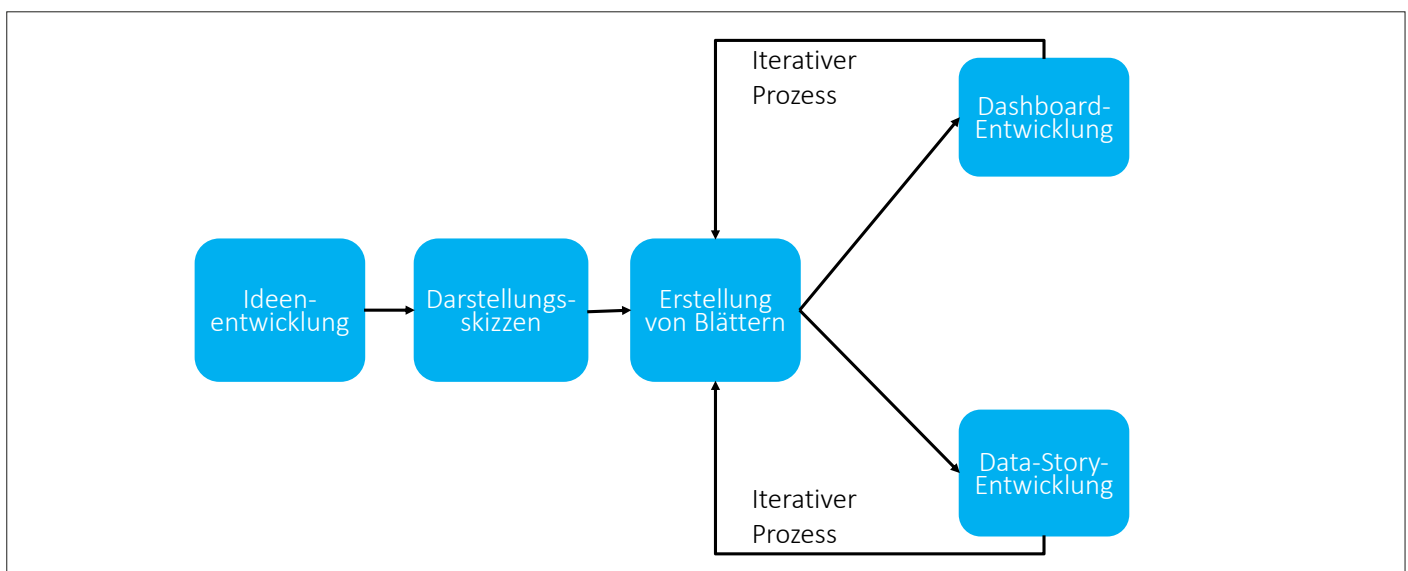 Iterativer
Prozess
Dashboard-
Entwicklung
Ideen-
entwicklung
Darstellungs-
skizzen
Erstellung
von Blättern
Data-Story-
Entwicklung
Iterativer
Prozess